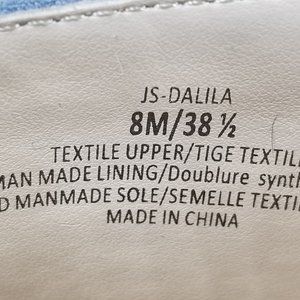 JS-DALILA
8M/38 ½
TEXTILE UPPER/TIGE TEXTILE
MAN MADE LINING/Doublure synth
D MANMADE SOLE/SEMELLE TEXTI
MADE IN CHINA